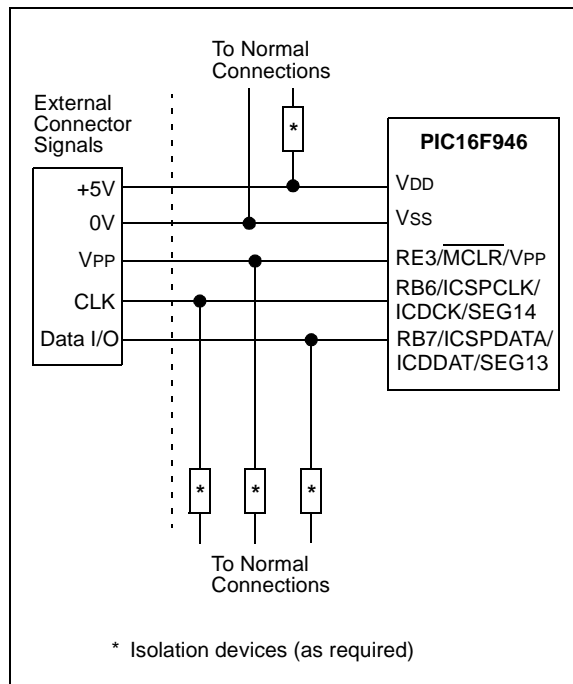 To Normal
Connections
External
Connector
Signals
*
PIC16F946
+5V
VDD
0V
VSS
VPP
RE3/MCLR/VPP
CLK
RB6/ICSPCLK/
ICDCK/SEG14
Data I/O
RB7/ICSPDATA/
ICDDAT/SEG13
* * *
To Normal
Connections
* Isolation devices (as required)